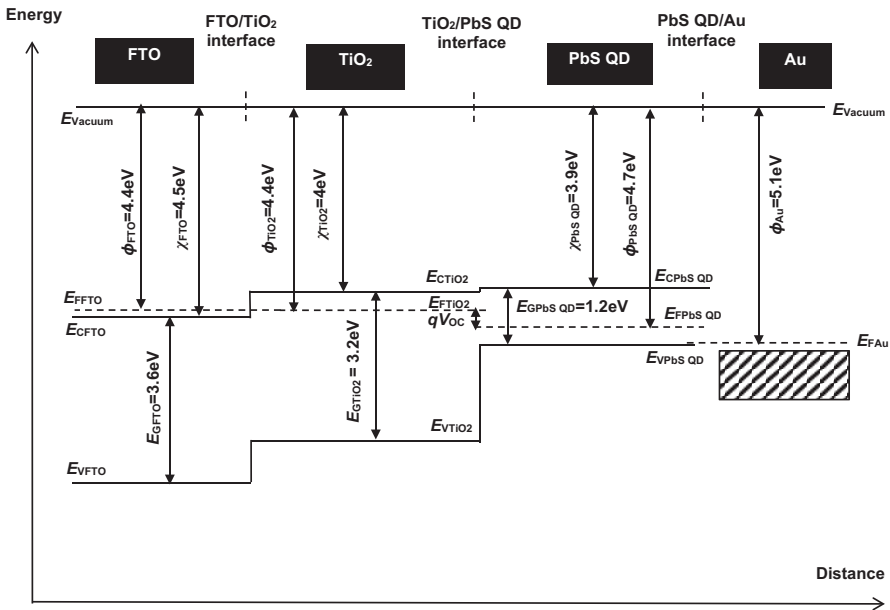 Energy
FTO/TiO₂
interface
TiO₂/PbS QD
interface
PbS QD/Au
interface
FTO
TiO₂
PbS QD
Au
E_Vacuum
E_Vacuum
ϕ_FTO=4.4eV
χ_FTO=4.5eV
ϕ_TiO2=4.4eV
χ_TiO2=4eV
χ_PbS QD=3.9eV
ϕ_PbS QD=4.7eV
ϕ_Au=5.1eV
E_CTiO2
E_CPbS QD
E_FFTO
E_FTiO2
E_GPbS QD=1.2eV
qV_OC
E_FPbS QD
E_CFTO
E_FAu
E_VPbS QD
E_GFTO=3.6eV
E_GTiO2 = 3.2eV
E_VTiO2
E_VFTO
Distance